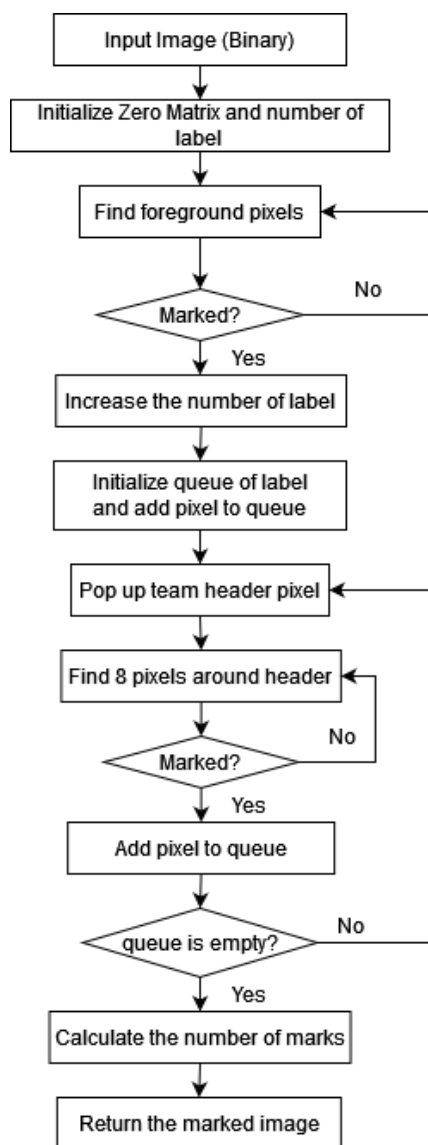 Input Image (Binary)
Initialize Zero Matrix and number of
label
Find foreground pixels
No
Marked?
Yes
Increase the number of label
Initialize queue of label
and add pixel to queue
Pop up team header pixel
Find 8 pixels around header
No
Marked?
Yes
Add pixel to queue
No
queue is empty?
Yes
Calculate the number of marks
Return the marked image